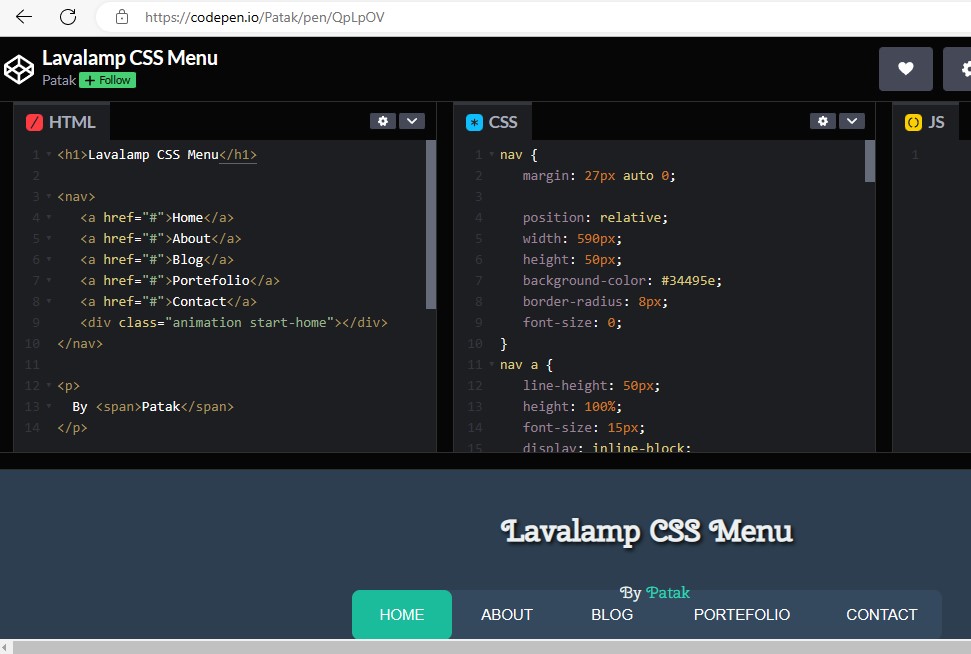 https://codepen.io/Patak/pen/QpLpOV
Lavalamp CSS Menu
Patak + Follow
HTML
1 <h1>Lavalamp CSS Menu</h1>
2
3 <nav>
4 <a href="#">Home</a>
5 <a href="#">About</a>
6 <a href="#">Blog</a>
7 <a href="#">Portefolio</a>
8 <a href="#">Contact</a>
9 <div class="animation start-home"></div>
10 </nav>
11
12 <p>
13 By <span>Patak</span>
14 </p>
CSS
1 nav {
2 margin: 27px auto 0;
3
4 position: relative;
5 width: 590px;
6 height: 50px;
7 background-color: #34495e;
8 border-radius: 8px;
9 font-size: 0;
10 }
11 nav a {
12 line-height: 50px;
13 height: 100%;
14 font-size: 15px;
15 display: inline-block;
JS
1
Lavalamp CSS Menu
By Patak
HOME ABOUT BLOG PORTEFOLIO CONTACT